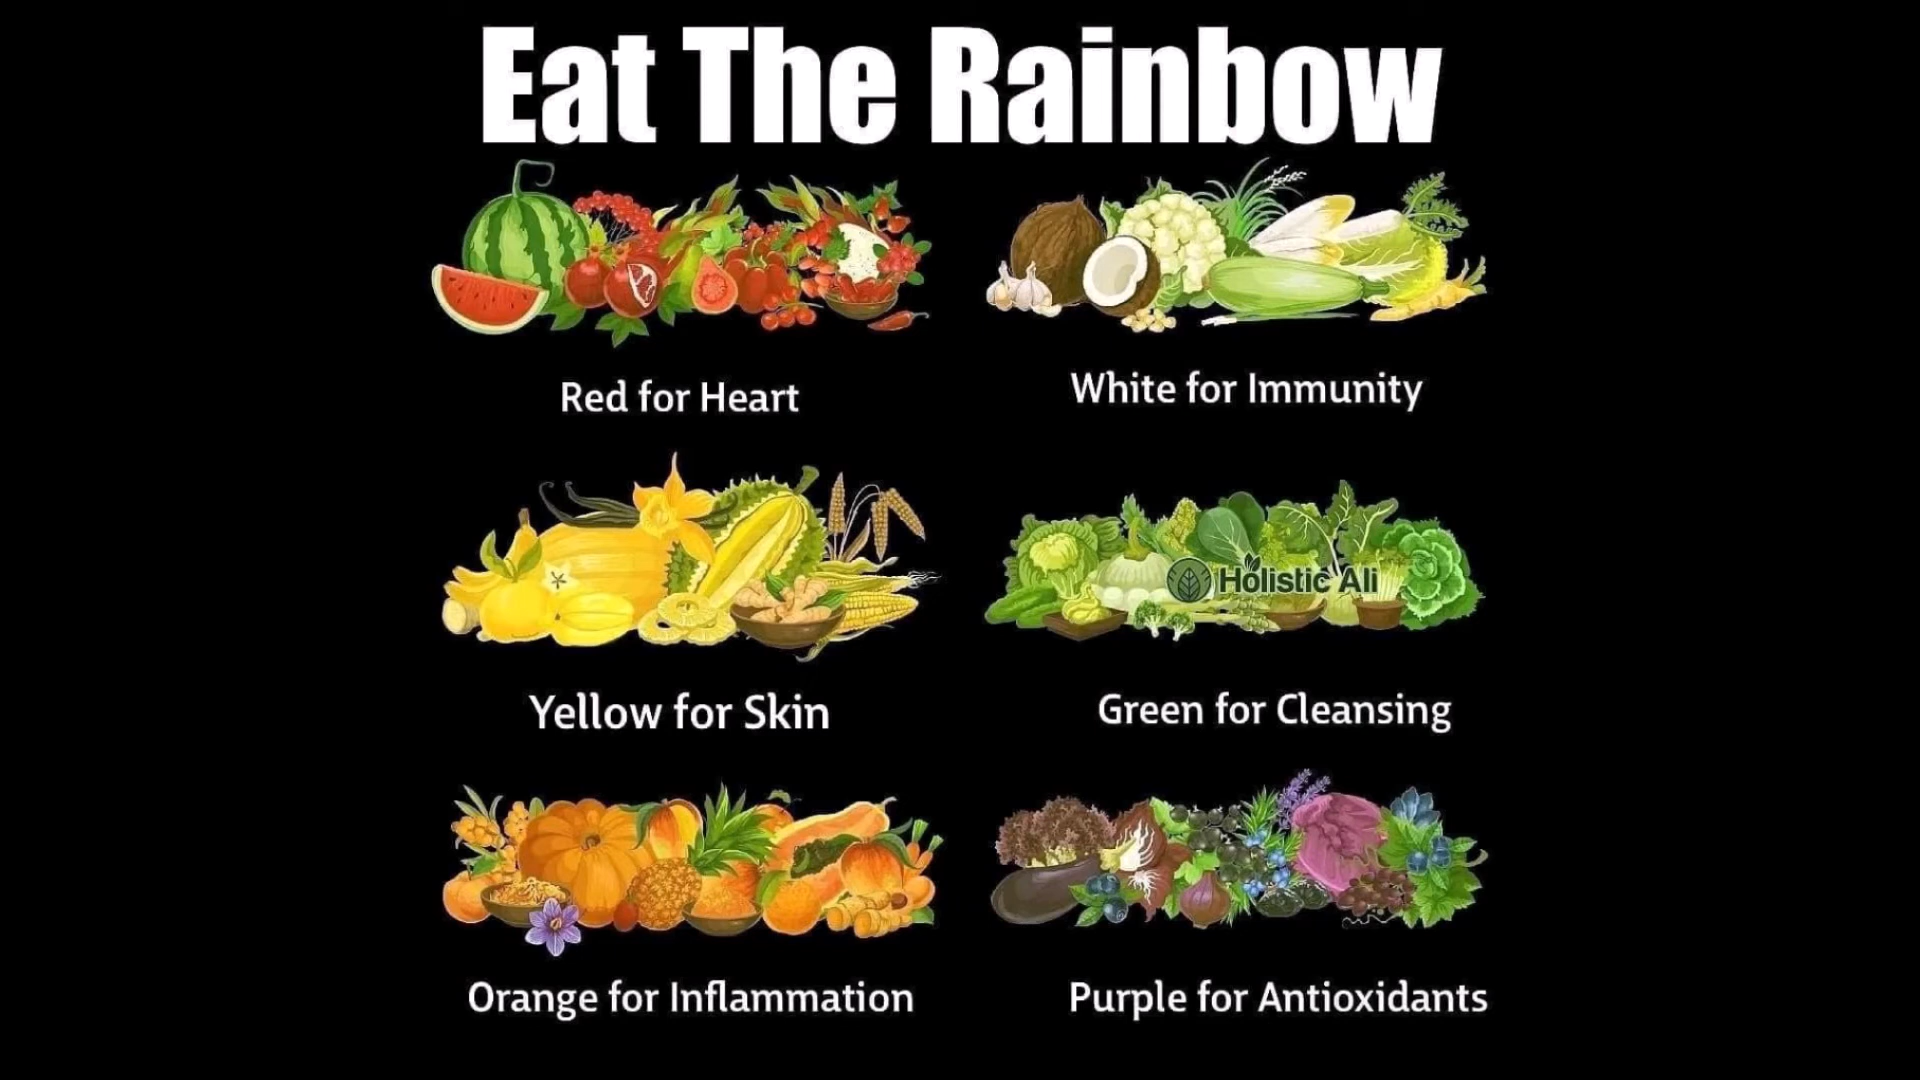 Eat The Rainbow
Red for Heart
White for Immunity
Yellow for Skin
Holistic Ali
Green for Cleansing
Orange for Inflammation
Purple for Antioxidants